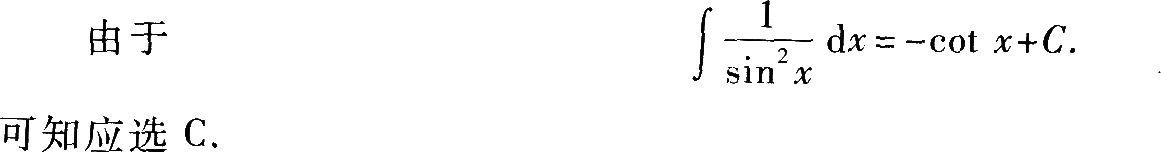 由于 ∫ 1/sin²x dx = -cot x+C.
可知应选 C.